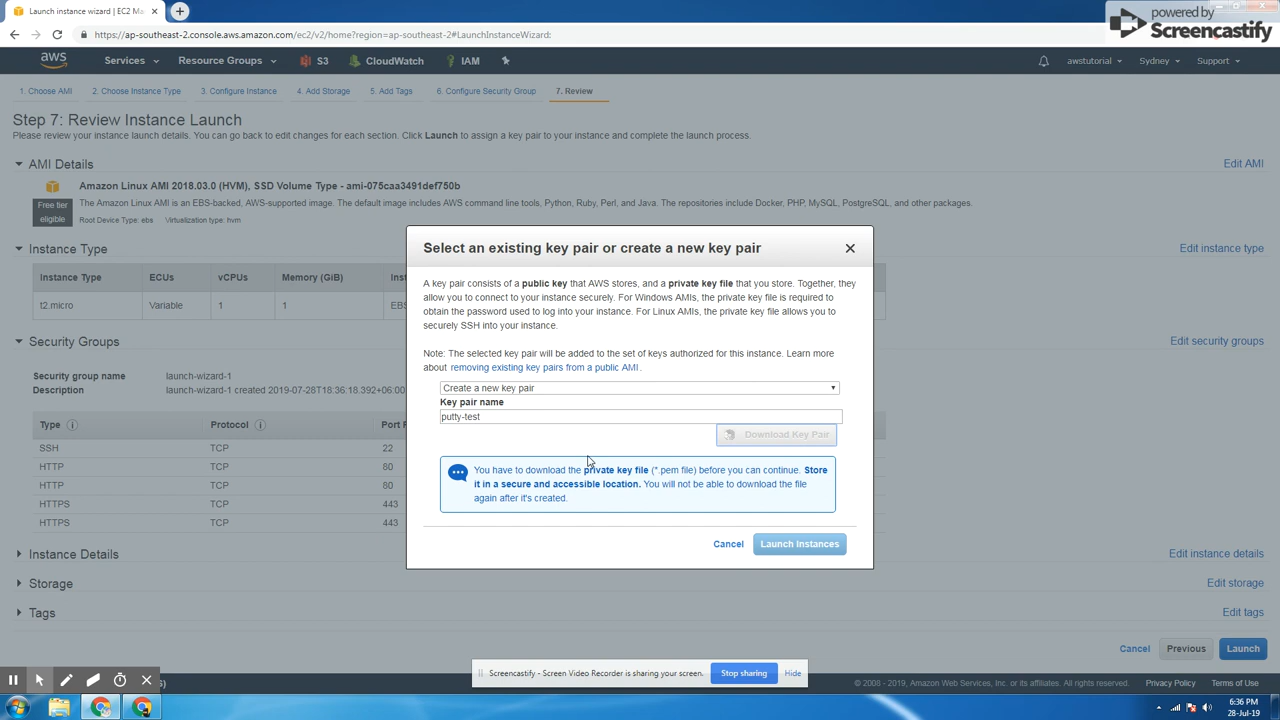 Launch instance wizard | EC2 M
https://ap-southeast-2.console.aws.amazon.com/ec2/v2/home?region=ap-southeast-2#LaunchInstanceWizard:
powered by
Screencastify
aws Services Resource Groups S3 CloudWatch IAM awstutorial Sydney Support
1. Choose AMI 2. Choose Instance Type 3. Configure Instance 4. Add Storage 5. Add Tags 6. Configure Security Group 7. Review
Step 7: Review Instance Launch
Please review your instance launch details. You can go back to edit changes for each section. Click Launch to assign a key pair to your instance and complete the launch process.
AMI Details Edit AMI
Amazon Linux AMI 2018.03.0 (HVM), SSD Volume Type - ami-075caa3491def750b
Free tier
eligible
The Amazon Linux AMI is an EBS-backed, AWS-supported image. The default image includes AWS command line tools, Python, Ruby, Perl, and Java. The repositories include Docker, PHP, MySQL, PostgreSQL, and other packages.
Root Device Type: ebs Virtualization type: hvm
Instance Type Edit instance type
Instance Type ECUs vCPUs Memory (GiB) Ins
t2.micro Variable 1 1 EBS
Security Groups Edit security groups
Security group name launch-wizard-1
Description launch-wizard-1 created 2019-07-28T18:36:18.392+06:00
Type Protocol Port R
SSH TCP 22
HTTP TCP 80
HTTP TCP 80
HTTPS TCP 443
HTTPS TCP 443
Instance Details Edit instance details
Storage Edit storage
Tags Edit tags
Select an existing key pair or create a new key pair
A key pair consists of a public key that AWS stores, and a private key file that you store. Together, they
allow you to connect to your instance securely. For Windows AMIs, the private key file is required to
obtain the password used to log into your instance. For Linux AMIs, the private key file allows you to
securely SSH into your instance.
Note: The selected key pair will be added to the set of keys authorized for this instance. Learn more
about removing existing key pairs from a public AMI.
Create a new key pair
Key pair name
putty-test
Download Key Pair
You have to download the private key file (*.pem file) before you can continue. Store
it in a secure and accessible location. You will not be able to download the file
again after it's created.
Cancel Launch Instances
Cancel Previous Launch
Screencastify - Screen Video Recorder is sharing your screen. Stop sharing Hide
© 2008 - 2019, Amazon Web Services, Inc. or its affiliates. All rights reserved. Privacy Policy Terms of Use
6:36 PM
28-Jul-19